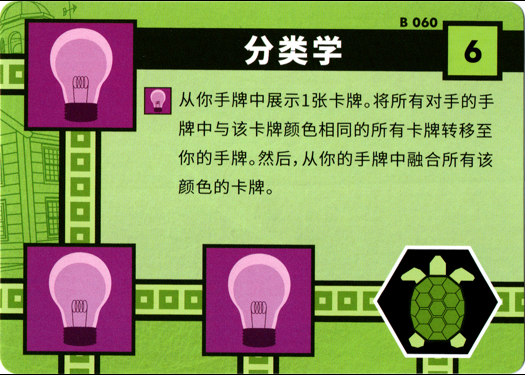 B 060
分类学
6
从你手牌中展示1张卡牌。将所有对手的手
牌中与该卡牌颜色相同的所有卡牌转移至
你的手牌。然后,从你的手牌中融合所有该
颜色的卡牌。